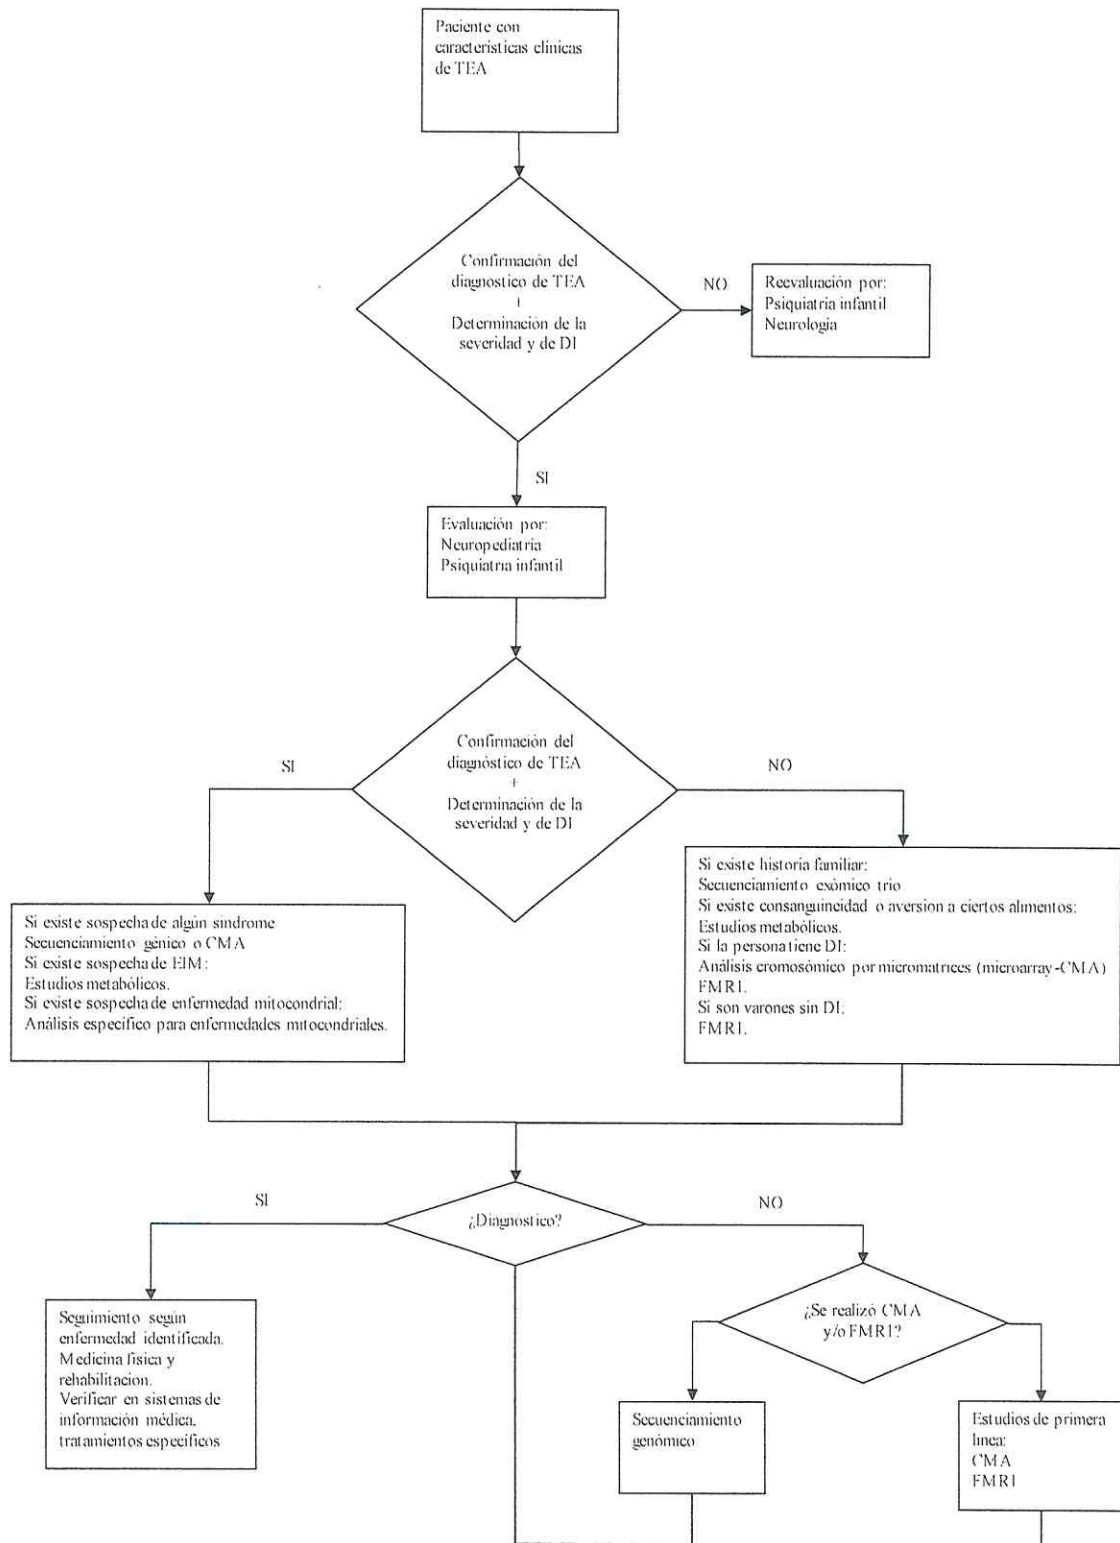 Paciente con
características clínicas
de TEA
Confirmación del
diagnostico de TEA
+
Determinación de la
severidad y de DI
NO
Reevaluación por:
Psiquiatría infantil
Neurología
SI
Evaluación por:
Neuropediatría
Psiquiatría infantil
Confirmación del
diagnóstico de TEA
+
Determinación de la
severidad y de DI
SI
NO
Si existe sospecha de algún síndrome
Secuenciamiento génico o CMA
Si existe sospecha de EIM:
Estudios metabólicos.
Si existe sospecha de enfermedad mitocondrial:
Análisis específico para enfermedades mitocondriales.
Si existe historia familiar:
Secuenciamiento exómico trio
Si existe consanguineidad o aversion a ciertos alimentos:
Estudios metabólicos.
Si la persona tiene DI:
Análisis cromosómico por micromatrices (microarray-CMA)
FMR1.
Si son varones sin DI:
FMR1.
¿Diagnóstico?
SI
NO
Seguimiento según
enfermedad identificada.
Medicina física y
rehabilitacion.
Verificar en sistemas de
información médica,
tratamientos específicos
¿Se realizó CMA
y/o FMR1?
Secuenciamiento
genómico
Estudios de primera
línea:
CMA
FMR1